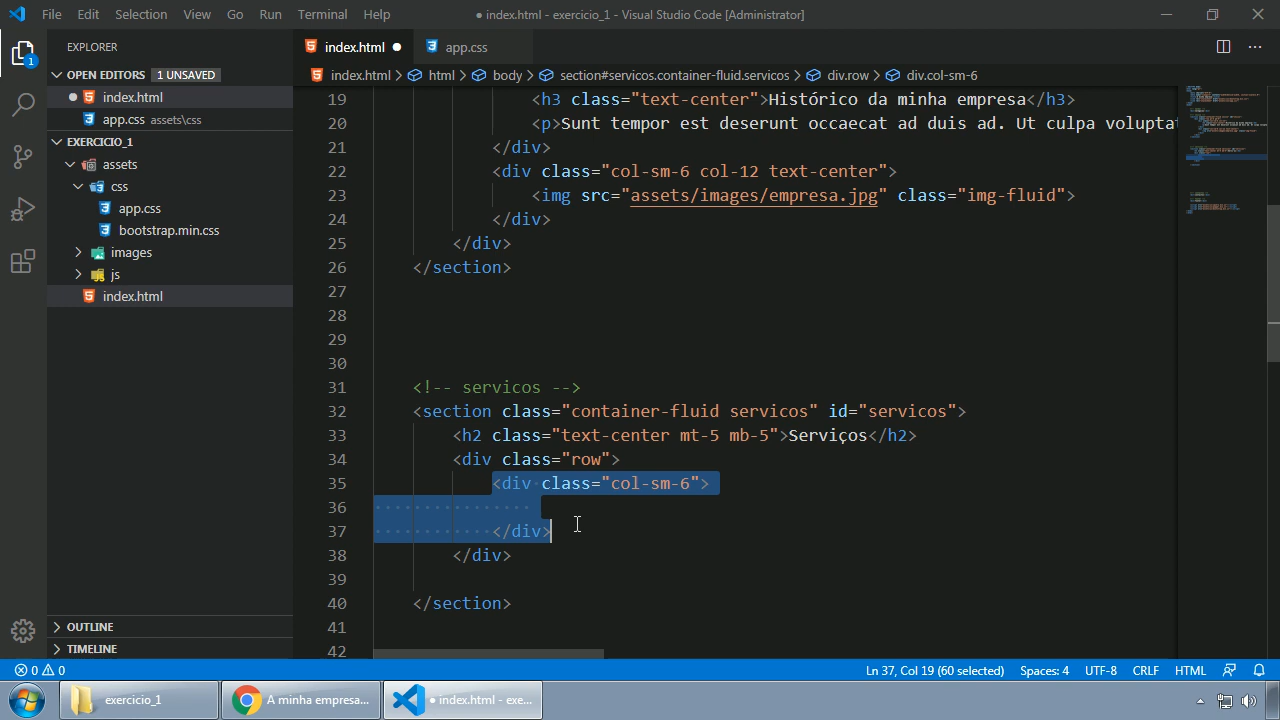 File Edit Selection View Go Run Terminal Help
● index.html - exercicio_1 - Visual Studio Code [Administrator]
EXPLORER
OPEN EDITORS 1 UNSAVED
index.html
app.css assets\css
EXERCICIO_1
assets
css
app.css
bootstrap.min.css
images
js
index.html
OUTLINE
TIMELINE
index.html
app.css
index.html > html > body > section#servicos.container-fluid.servicos > div.row > div.col-sm-6
19 <h3 class="text-center">Histórico da minha empresa</h3>
20 <p>Sunt tempor est deserunt occaecat ad duis ad. Ut culpa volupta
21 </div>
22 <div class="col-sm-6 col-12 text-center">
23 <img src="assets/images/empresa.jpg" class="img-fluid">
24 </div>
25 </div>
26 </section>
27
28
29
30
31 <!-- servicos -->
32 <section class="container-fluid servicos" id="servicos">
33 <h2 class="text-center mt-5 mb-5">Serviços</h2>
34 <div class="row">
35 <div class="col-sm-6">
36
37 </div>
38 </div>
39
40 </section>
41
42
0 0
Ln 37, Col 19 (60 selected) Spaces: 4 UTF-8 CRLF HTML
1
exercicio_1
A minha empresa...
● index.html - exe...